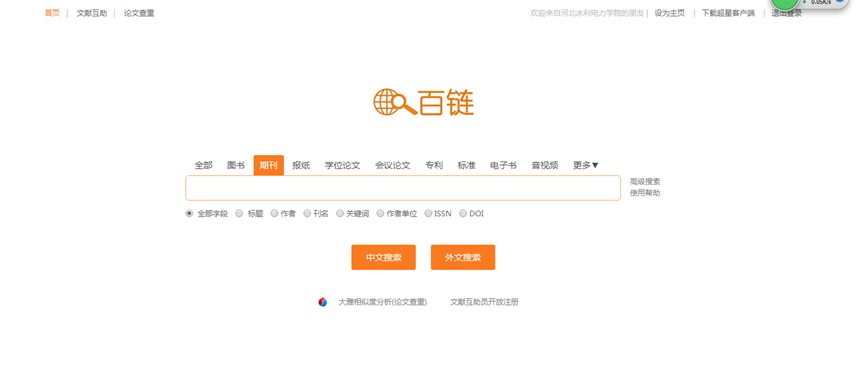 首页 | 文献互助 | 论文查重 欢迎来自河北水利电力学院的朋友 | 设为主页 | 下载超星客户端 | 退出登录
0.05K/s
百链
全部 图书 期刊 报纸 学位论文 会议论文 专利 标准 电子书 音视频 更多▼
高级搜索
使用帮助
全部字段 标题 作者 刊名 关键词 作者单位 ISSN DOI
中文搜索 外文搜索
大雅相似度分析(论文查重) 文献互助员开放注册